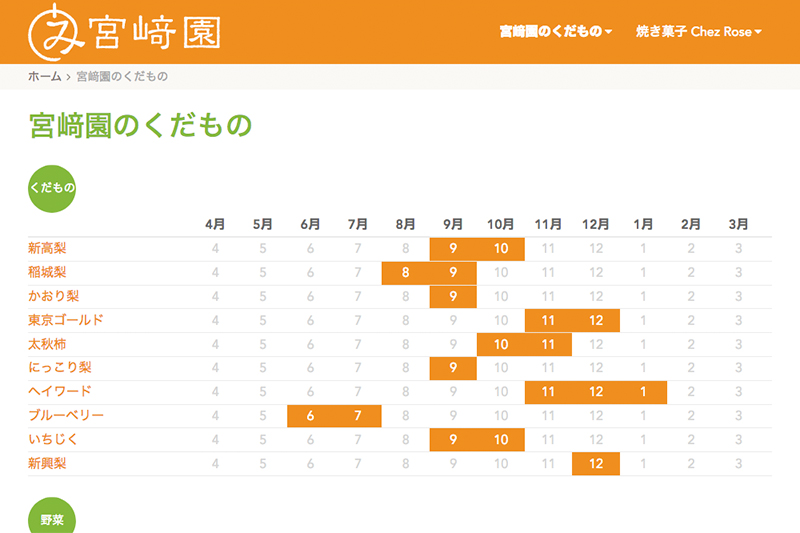 み 宮﨑園
宮﨑園のくだもの 焼き菓子 Chez Rose
ホーム › 宮﨑園のくだもの
宮﨑園のくだもの
くだもの
4月 5月 6月 7月 8月 9月 10月 11月 12月 1月 2月 3月
新高梨 4 5 6 7 8 9 10 11 12 1 2 3
稲城梨 4 5 6 7 8 9 10 11 12 1 2 3
かおり梨 4 5 6 7 8 9 10 11 12 1 2 3
東京ゴールド 4 5 6 7 8 9 10 11 12 1 2 3
太秋柿 4 5 6 7 8 9 10 11 12 1 2 3
にっこり梨 4 5 6 7 8 9 10 11 12 1 2 3
ヘイワード 4 5 6 7 8 9 10 11 12 1 2 3
ブルーベリー 4 5 6 7 8 9 10 11 12 1 2 3
いちじく 4 5 6 7 8 9 10 11 12 1 2 3
新興梨 4 5 6 7 8 9 10 11 12 1 2 3
野菜